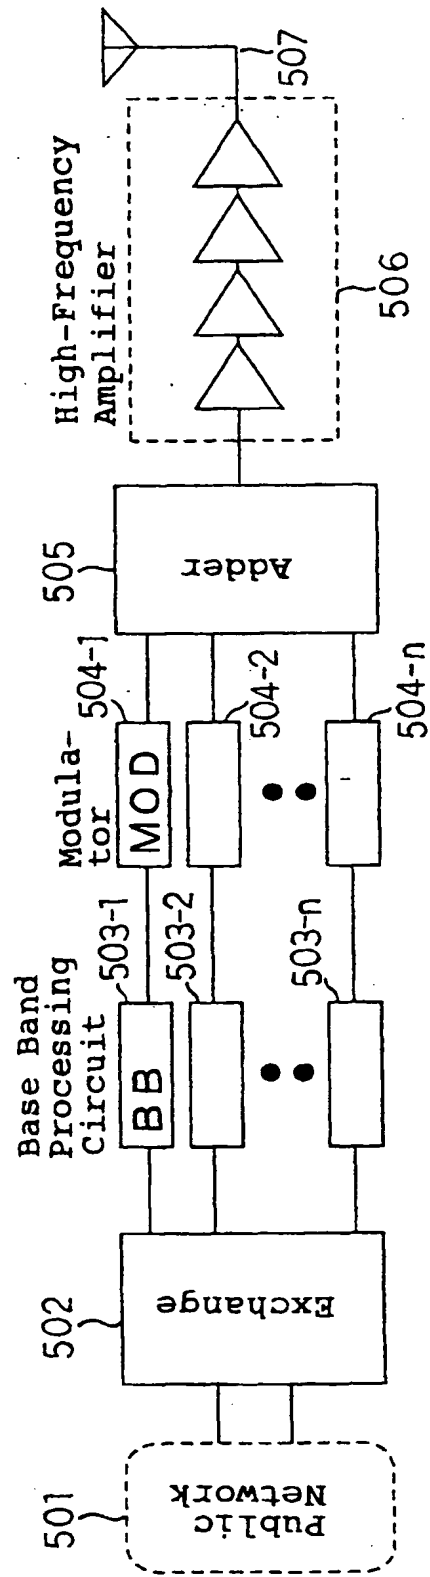 501
Public
Network
502
Exchange
Base Band
Processing
Circuit
503-1
BB
503-2
503-n
Modula-
tor
504-1
MOD
504-2
504-n
505
Adder
High-Frequency
Amplifier
506
507